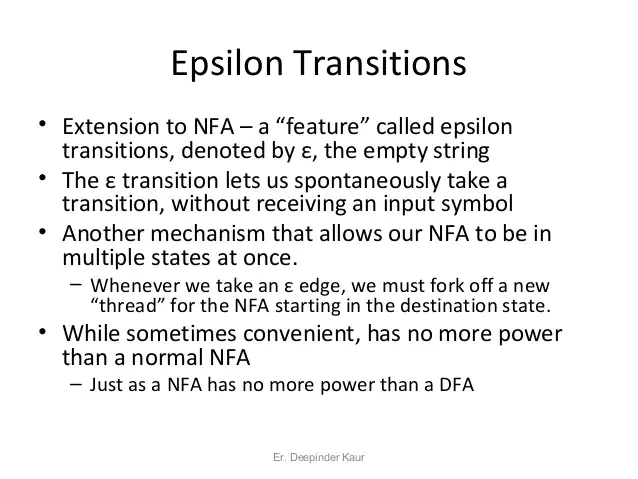 Epsilon Transitions
• Extension to NFA – a “feature” called epsilon
transitions, denoted by ε, the empty string
• The ε transition lets us spontaneously take a
transition, without receiving an input symbol
• Another mechanism that allows our NFA to be in
multiple states at once.
– Whenever we take an ε edge, we must fork off a new
“thread” for the NFA starting in the destination state.
• While sometimes convenient, has no more power
than a normal NFA
– Just as a NFA has no more power than a DFA
Er. Deepinder Kaur